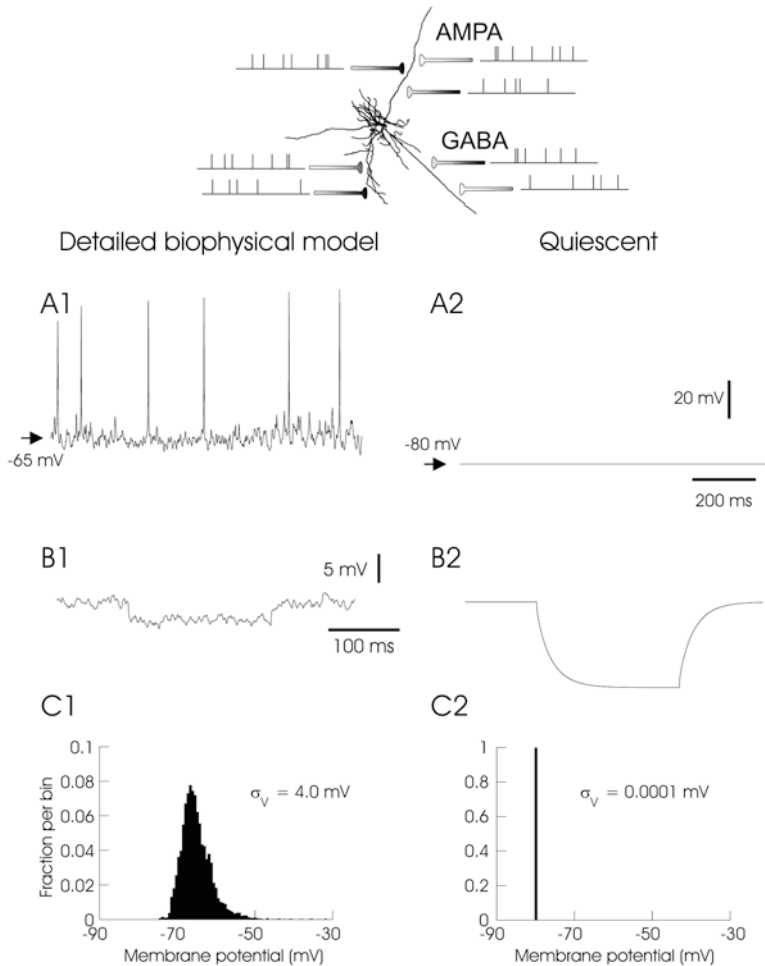 AMPA
GABA
Detailed biophysical model
Quiescent
A1
-65 mV
A2
20 mV
-80 mV
200 ms
B1
5 mV
100 ms
B2
C1
0.1
0.08
0.06
0.04
0.02
0
Fraction per bin
σV = 4.0 mV
-90
-70
-50
-30
Membrane potential (mV)
C2
1
0.8
0.6
0.4
0.2
0
σV = 0.0001 mV
-90
-70
-50
-30
Membrane potential (mV)